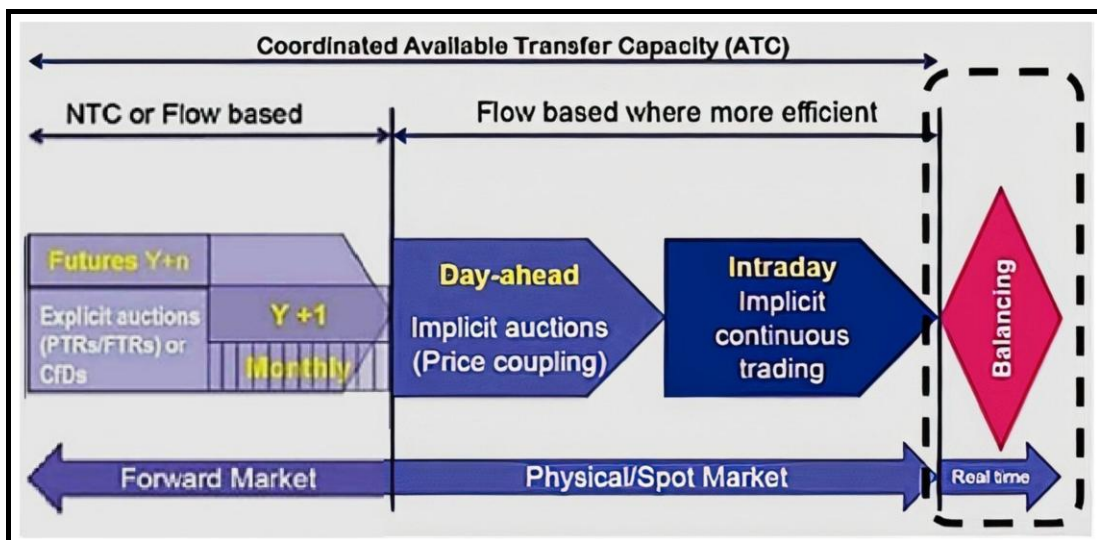 Coordinated Available Transfer Capacity (ATC)
NTC or Flow based
Flow based where more efficient
Futures Y+n
Explicit auctions
(PTRs/FTRs) or
CfDs
Y +1
Monthly
Day-ahead
Implicit auctions
(Price coupling)
Intraday
Implicit
continuous
trading
Balancing
Forward Market
Physical/Spot Market
Real time